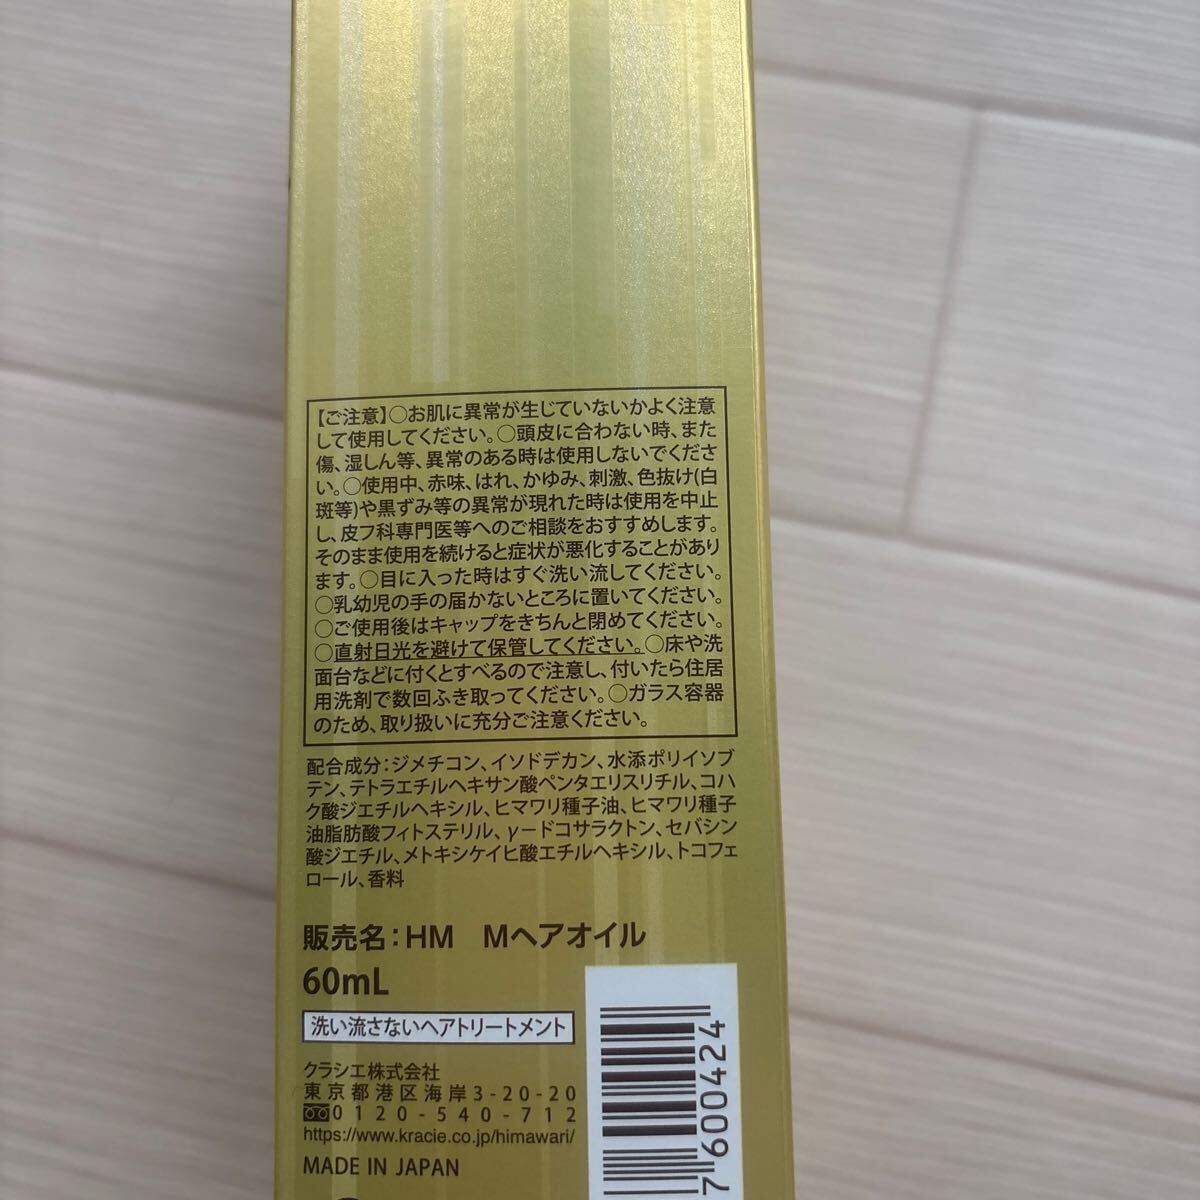 【ご注意】○お肌に異常が生じていないかよく注意
して使用してください。○頭皮に合わない時、また
傷、湿しん等、異常のある時は使用しないでくださ
い。○使用中、赤味、はれ、かゆみ、刺激、色抜け(白
斑等)や黒ずみ等の異常が現れた時は使用を中止
し、皮フ科専門医等へのご相談をおすすめします。
そのまま使用を続けると症状が悪化することがあり
ます。○目に入った時はすぐ洗い流してください。
○乳幼児の手の届かないところに置いてください。
○ご使用後はキャップをきちんと閉めてください。
○直射日光を避けて保管してください。○床や洗
面台などに付くとすべるので注意し、付いたら住居
用洗剤で数回ふき取ってください。○ガラス容器
のため、取り扱いに充分ご注意ください。
配合成分：ジメチコン、イソドデカン、水添ポリイソブ
テン、テトラエチルヘキサン酸ペンタエリスリチル、コハ
ク酸ジエチルヘキシル、ヒマワリ種子油、ヒマワリ種子
油脂肪酸フィトステリル、γードコサラクトン、セバシン
酸ジエチル、メトキシケイヒ酸エチルヘキシル、トコフェ
ロール、香料
販売名：HM Mヘアオイル
60mL
洗い流さないヘアトリートメント
クラシエ株式会社
東京都港区海岸3-20-20
0120-540-712
https://www.kracie.co.jp/himawari/
MADE IN JAPAN